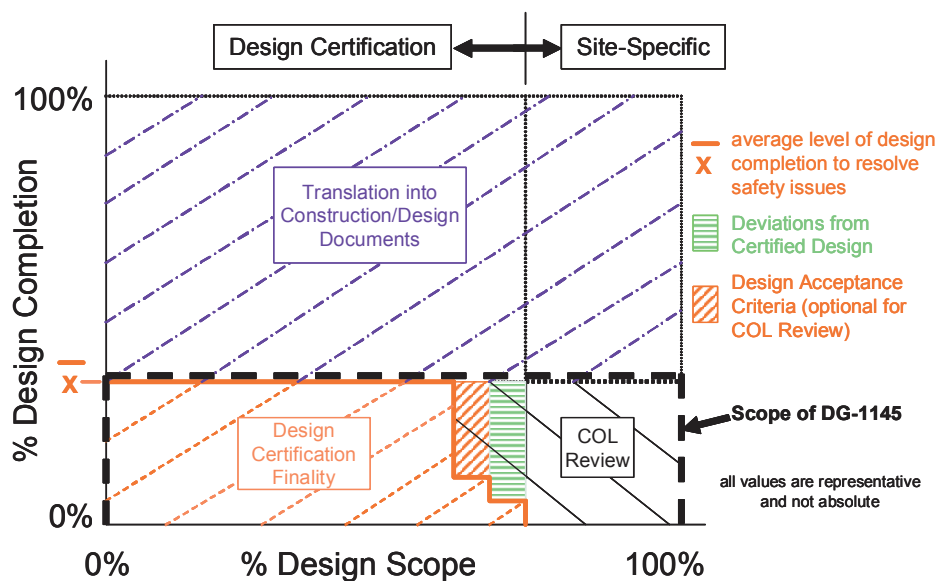 Design Certification
Site-Specific
100%
% Design Completion
Translation into
Construction/Design
Documents
average level of design
x
completion to resolve
safety issues
Deviations from
Certified Design
Design Acceptance
Criteria (optional for
COL Review)
x
Design
Certification
Finality
COL
Review
Scope of DG-1145
all values are representative
and not absolute
0%
0%
% Design Scope
100%